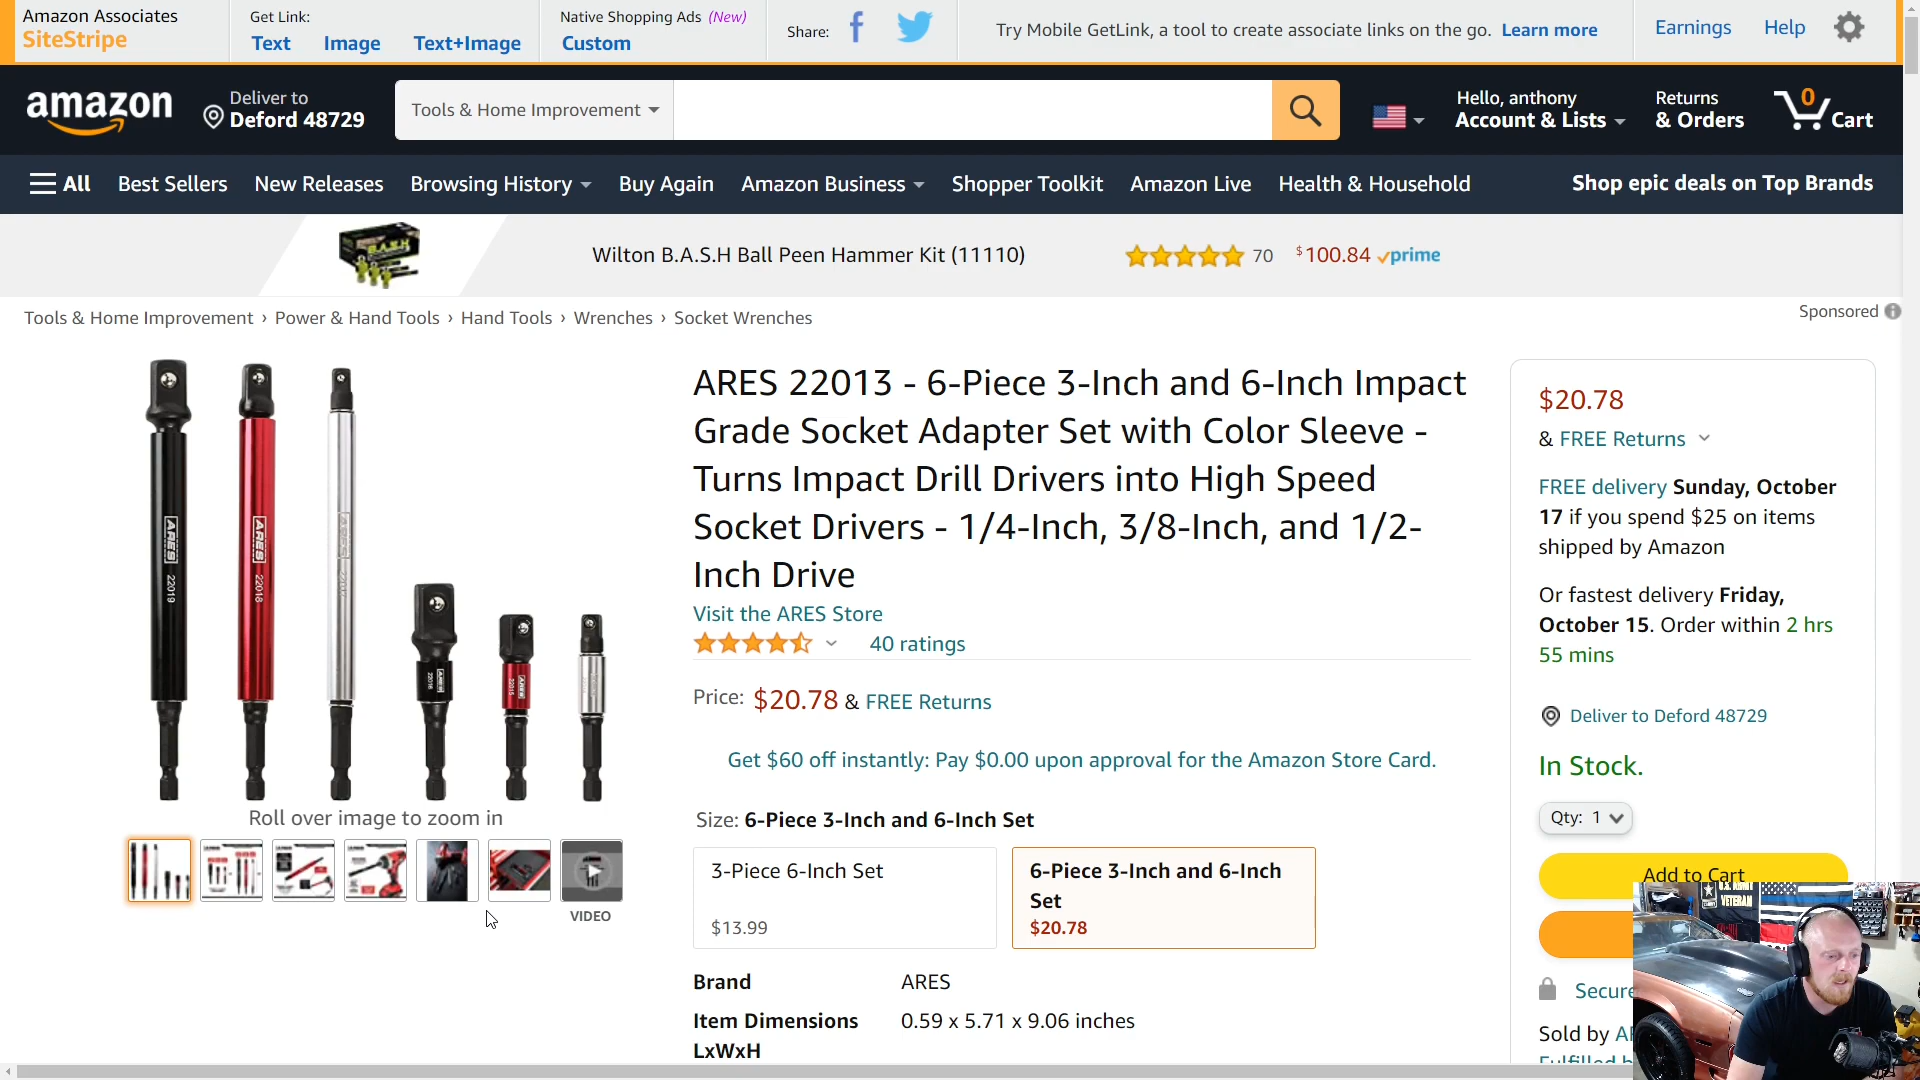 Amazon Associates
SiteStripe
Get Link:
Text Image Text+Image
Native Shopping Ads (New)
Custom
Share:
Try Mobile GetLink, a tool to create associate links on the go. Learn more
Earnings Help
amazon
Deliver to
Deford 48729
Tools & Home Improvement
Hello, anthony
Account & Lists
Returns
& Orders
0
Cart
All Best Sellers New Releases Browsing History Buy Again Amazon Business Shopper Toolkit Amazon Live Health & Household Shop epic deals on Top Brands
Wilton B.A.S.H Ball Peen Hammer Kit (11110) 70 $100.84 prime
Sponsored
Tools & Home Improvement › Power & Hand Tools › Hand Tools › Wrenches › Socket Wrenches
ARES 22019
ARES 22018
ARES
22016 ARES
22015 ARES
Roll over image to zoom in
VIDEO
ARES 22013 - 6-Piece 3-Inch and 6-Inch Impact
Grade Socket Adapter Set with Color Sleeve -
Turns Impact Drill Drivers into High Speed
Socket Drivers - 1/4-Inch, 3/8-Inch, and 1/2-
Inch Drive
Visit the ARES Store
40 ratings
Price: $20.78 & FREE Returns
Get $60 off instantly: Pay $0.00 upon approval for the Amazon Store Card.
Size: 6-Piece 3-Inch and 6-Inch Set
3-Piece 6-Inch Set
$13.99
6-Piece 3-Inch and 6-Inch
Set
$20.78
Brand ARES
Item Dimensions 0.59 x 5.71 x 9.06 inches
LxWxH
$20.78
& FREE Returns
FREE delivery Sunday, October
17 if you spend $25 on items
shipped by Amazon
Or fastest delivery Friday,
October 15. Order within 2 hrs
55 mins
Deliver to Deford 48729
In Stock.
Qty: 1
Add to Cart
Secure
Sold by
VETERAN